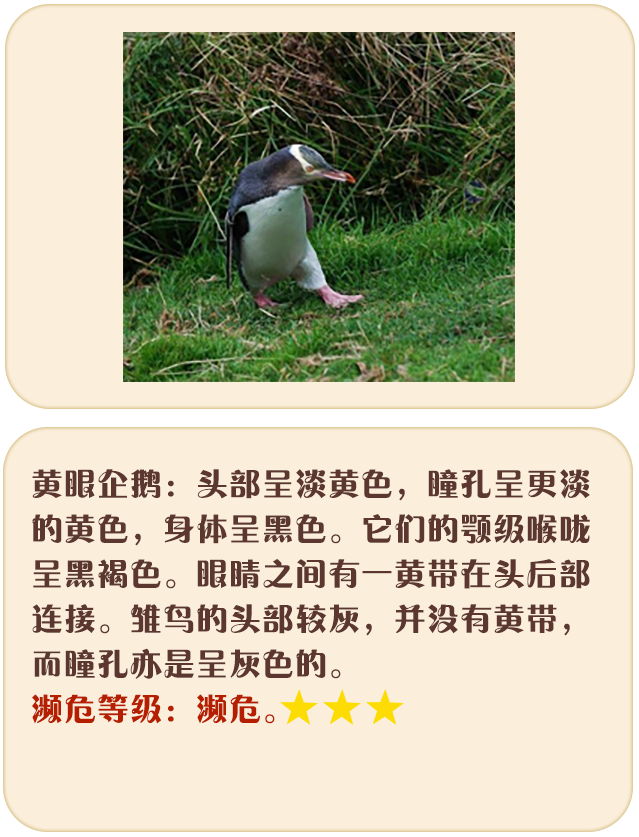 黄眼企鹅：头部呈淡黄色，瞳孔呈更淡
的黄色，身体呈黑色。它们的颚级喉咙
呈黑褐色。眼睛之间有一黄带在头后部
连接。雏鸟的头部较灰，并没有黄带，
而瞳孔亦是呈灰色的。
濒危等级：濒危。★★★